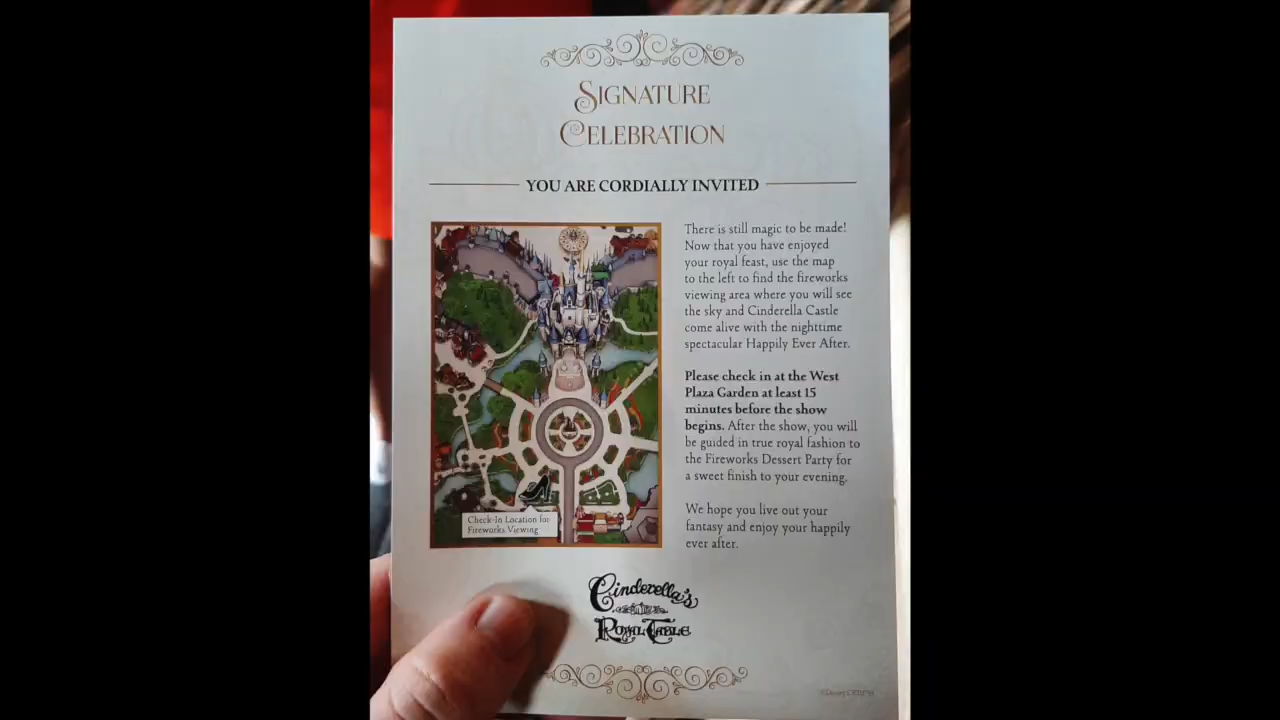 SIGNATURE
CELEBRATION
YOU ARE CORDIALLY INVITED
There is still magic to be made!
Now that you have enjoyed
your royal feast, use the map
to the left to find the fireworks
viewing area where you will see
the sky and Cinderella Castle
come alive with the nighttime
spectacular Happily Ever After.
Please check in at the West
Plaza Garden at least 15
minutes before the show
begins. After the show, you will
be guided in true royal fashion to
the Fireworks Dessert Party for
a sweet finish to your evening.
We hope you live out your
fantasy and enjoy your happily
ever after.
Check-In Location for
Fireworks Viewing
Cinderella's
ROYAL TABLE
©Disney